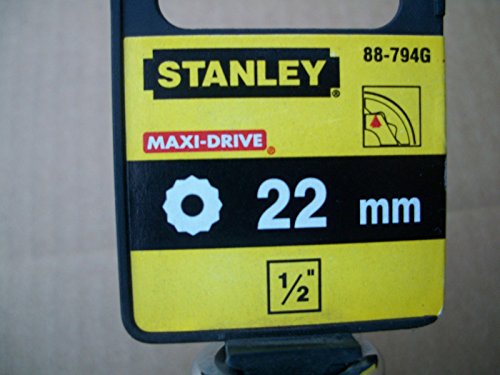 88-794G
STANLEY®
MAXI-DRIVE®
22 mm
1/2"